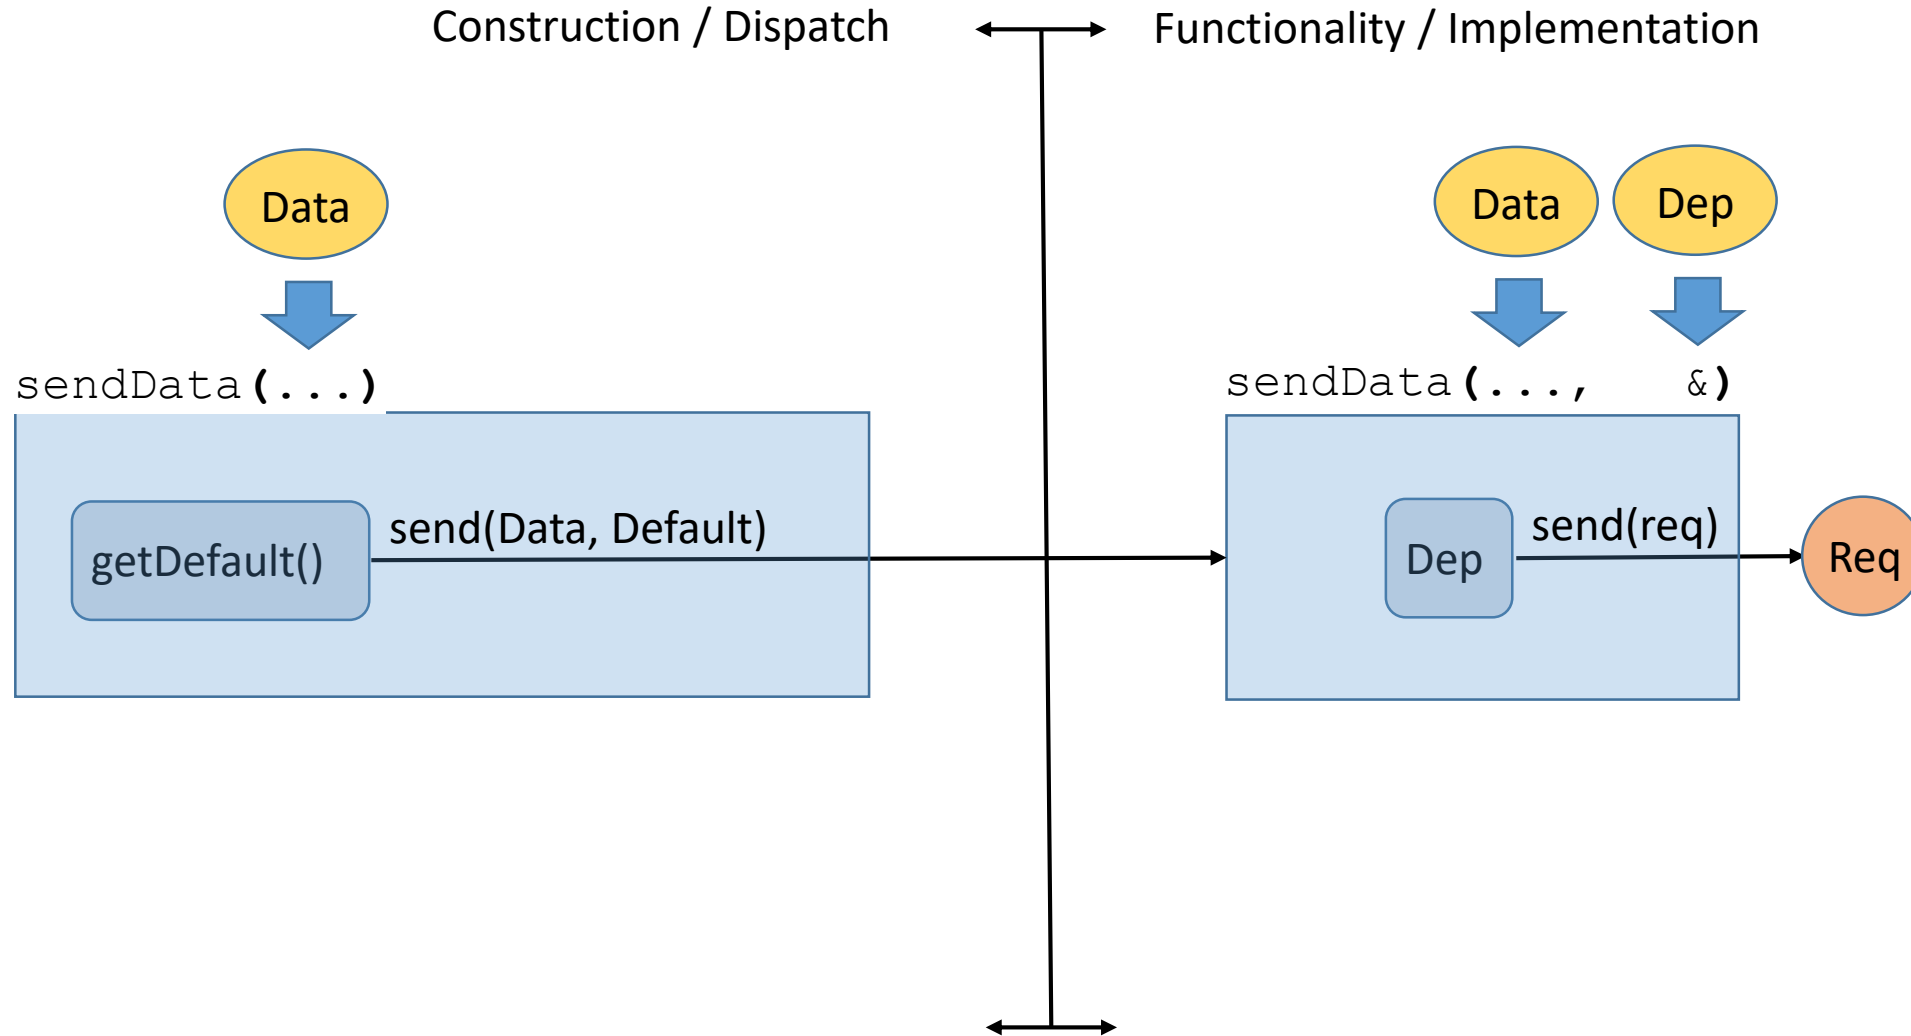 Construction / Dispatch
Functionality / Implementation
Data
Data
Dep
sendData(...)
sendData(..., &)
getDefault()
send(Data, Default)
Dep
send(req)
Req